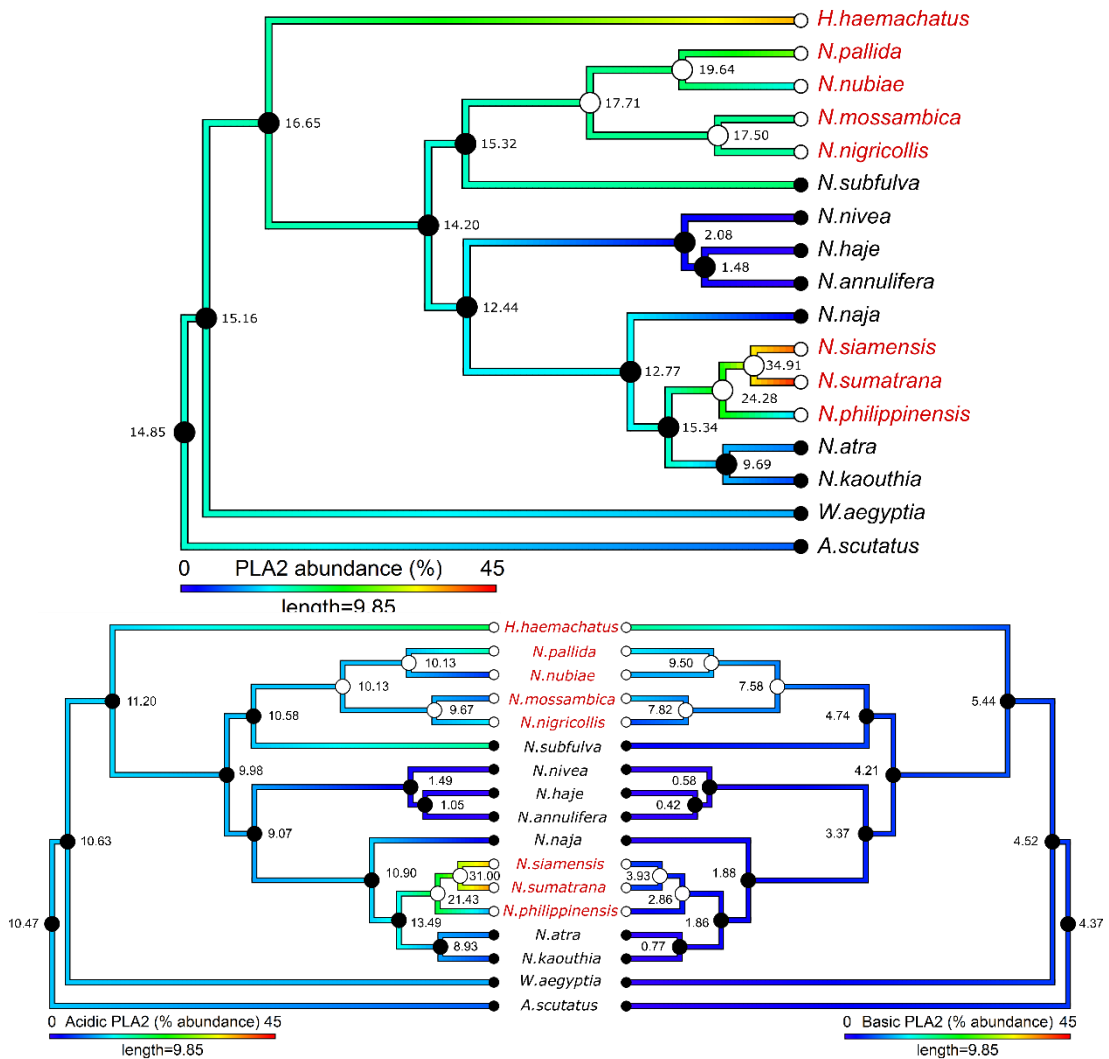 H.haemachatus
N.pallida
19.64
N.nubiae
17.71
N.mossambica
16.65
17.50
15.32
N.nigricollis
N.subfulva
N.nivea
14.20
2.08
N.haje
1.48
N.annulifera
12.44
N.naja
15.16
N.siamensis
34.91
12.77
N.sumatrana
24.28
N.philippinensis
15.34
14.85
N.atra
9.69
N.kaouthia
W.aegyptia
A.scutatus
0 PLA2 abundance (%) 45
length=9.85
H.haemachatus
N.pallida
10.13 9.50
N.nubiae
10.13 7.58
11.20 N.mossambica 5.44
10.58 9.67 7.82 4.74
N.nigricollis
N.subfulva
9.98 N.nivea 4.21
1.49 0.58
N.haje
1.05 0.42
N.annulifera
9.07 3.37
10.63 N.naja 4.52
N.siamensis
10.90 31.00 3.93 1.88
N.sumatrana
21.43 2.86
N.philippinensis
13.49 1.86
10.47 4.37
N.atra
8.93 0.77
N.kaouthia
W.aegyptia
A.scutatus
0 Acidic PLA2 (% abundance) 45
length=9.85
0 Basic PLA2 (% abundance) 45
length=9.85